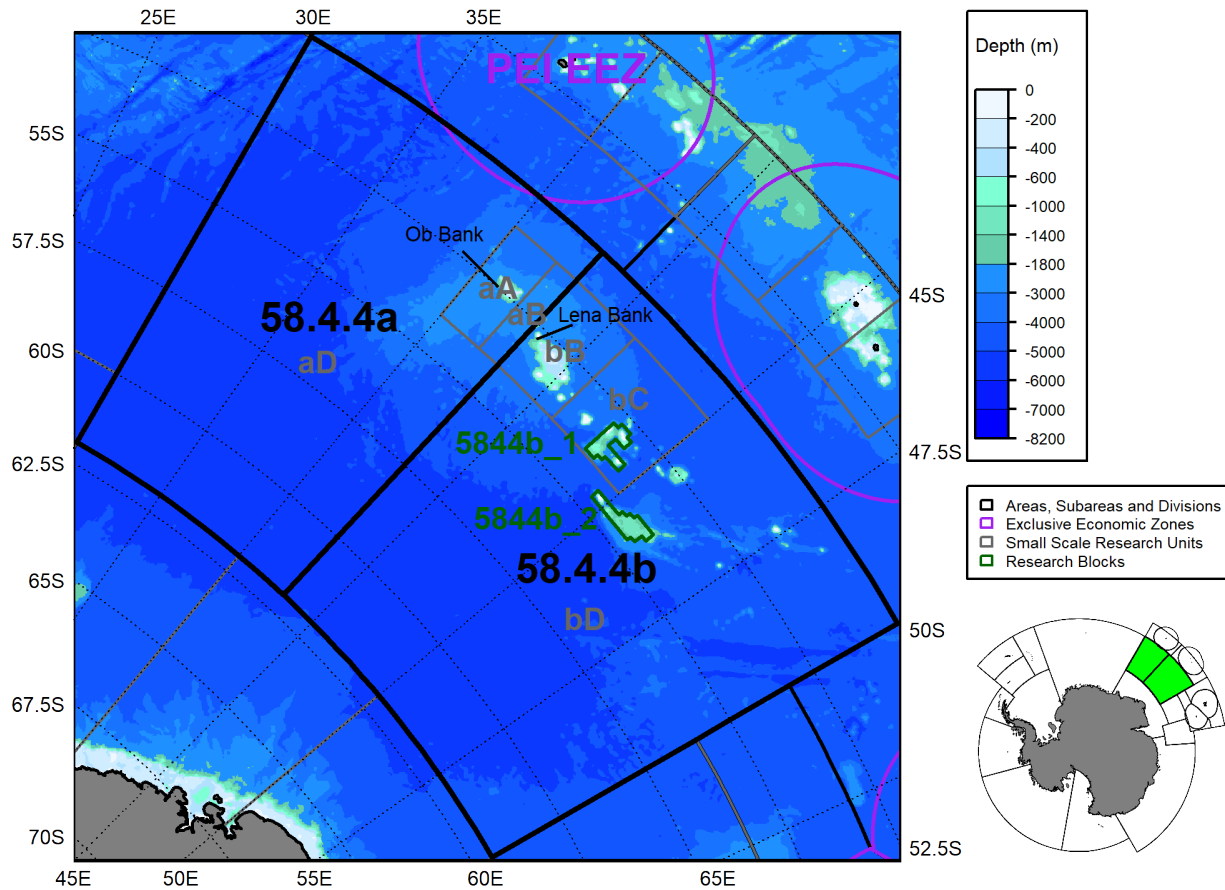 25E
30E
35E
Depth (m)
PEI EEZ
0
-200
-400
-600
-1000
-1400
-1800
-3000
-4000
-5000
-6000
-7000
-8200
55S
57.5S
60S
62.5S
65S
67.5S
70S
Ob Bank
aA
aB
Lena Bank
58.4.4a
aD
bB
bC
5844b_1
5844b_2
58.4.4b
bD
45S
47.5S
50S
52.5S
Areas, Subareas and Divisions
Exclusive Economic Zones
Small Scale Research Units
Research Blocks
45E
50E
55E
60E
65E